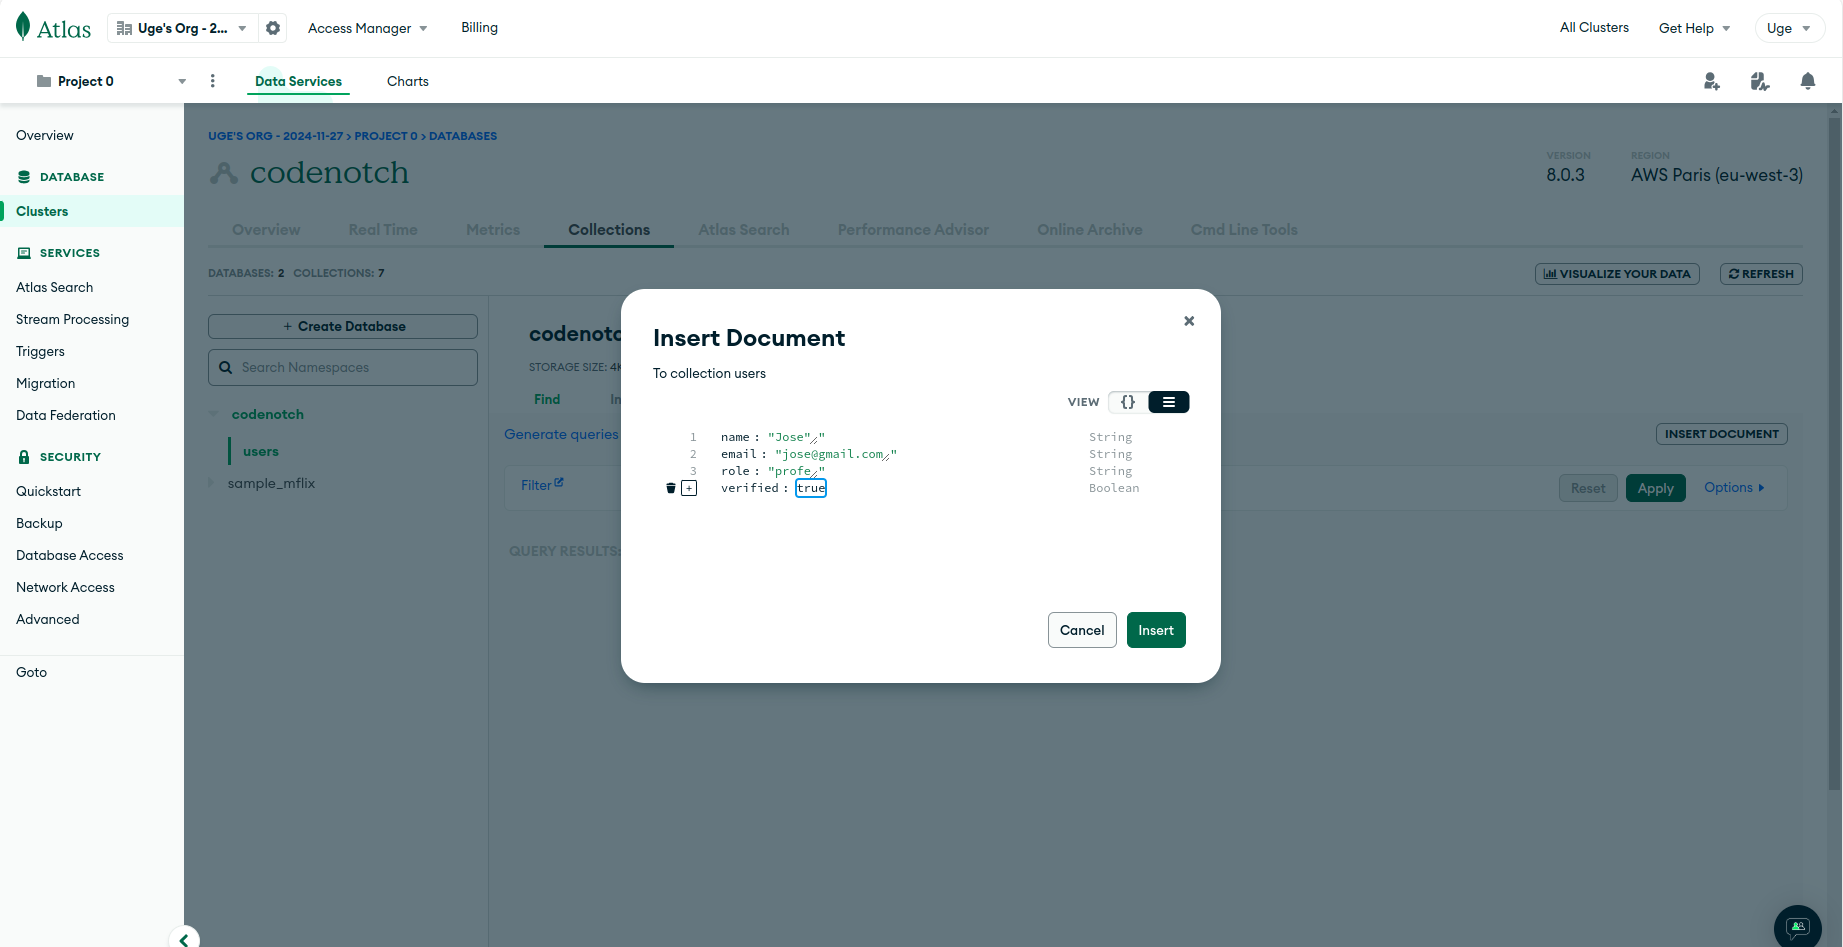 Atlas
Uge's Org - 2...
Access Manager
Billing
All Clusters
Get Help
Uge
Project 0
Data Services
Charts
Overview
DATABASE
Clusters
SERVICES
Atlas Search
Stream Processing
Triggers
Migration
Data Federation
SECURITY
Quickstart
Backup
Database Access
Network Access
Advanced
Goto
UGE'S ORG - 2024-11-27 > PROJECT 0 > DATABASES
codenotch
VERSION
8.0.3
REGION
AWS Paris (eu-west-3)
Overview
Real Time
Metrics
Collections
Atlas Search
Performance Advisor
Online Archive
Cmd Line Tools
DATABASES: 2 COLLECTIONS: 7
VISUALIZE YOUR DATA
REFRESH
+ Create Database
Search Namespaces
codenotch
users
sample_mflix
codenotc
STORAGE SIZE: 4K
Find
In
Generate queries
INSERT DOCUMENT
Filter
Reset
Apply
Options
QUERY RESULTS:
Insert Document
To collection users
VIEW {}
1 name : "Jose"," String
2 email : "jose@gmail.com," String
3 role : "profe," String
+ verified : true Boolean
Cancel
Insert